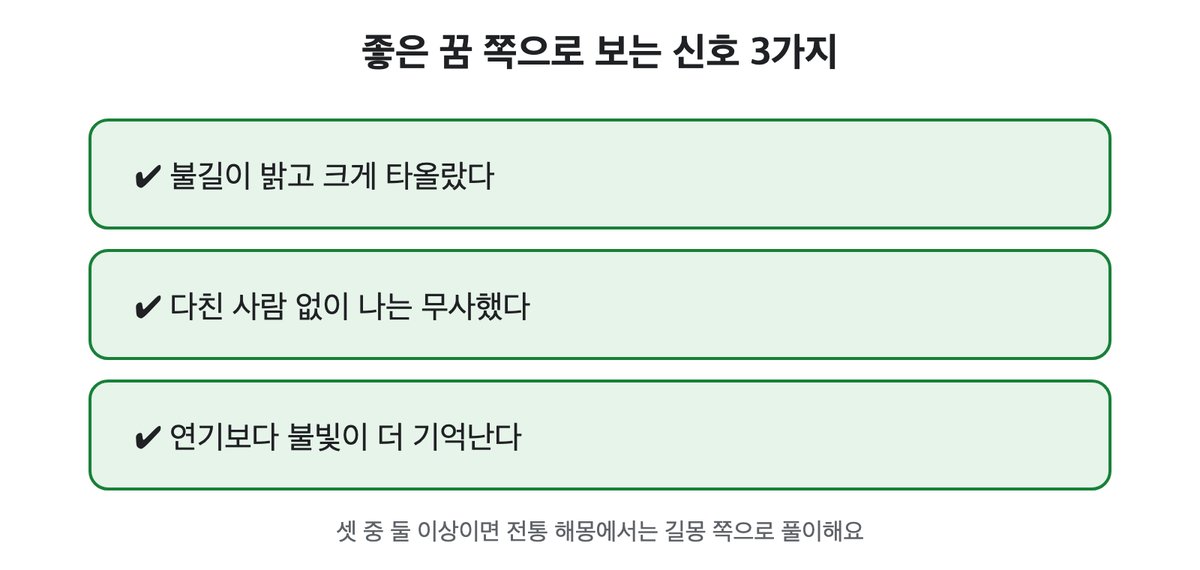 좋은 꿈 쪽으로 보는 신호 3가지
✔ 불길이 밝고 크게 타올랐다
✔ 다친 사람 없이 나는 무사했다
✔ 연기보다 불빛이 더 기억난다
셋 중 둘 이상이면 전통 해몽에서는 길몽 쪽으로 풀이해요